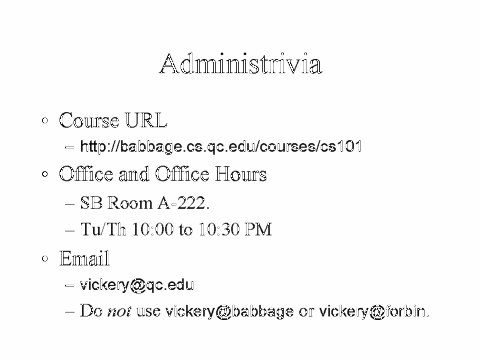 Administrivia
◦ Course URL
– http://babbage.cs.qc.edu/courses/cs101
◦ Office and Office Hours
– SB Room A-222.
– Tu/Th 10:00 to 10:30 PM
◦ Email
– vickery@qc.edu
– Do not use vickery@babbage or vickery@forbin.